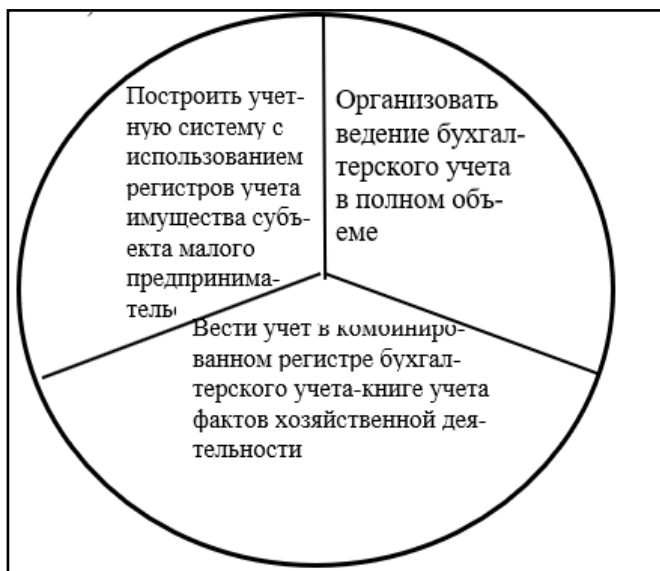 Построить учет-
ную систему с
использованием
регистров учета
имущества субъ-
екта малого
предпринима-
тель
Организовать
ведение бухгал-
терского учета
в полном объ-
еме
Вести учет в комбиниро-
ванном регистре бухгал-
терского учета-книге учета
фактов хозяйственной дея-
тельности